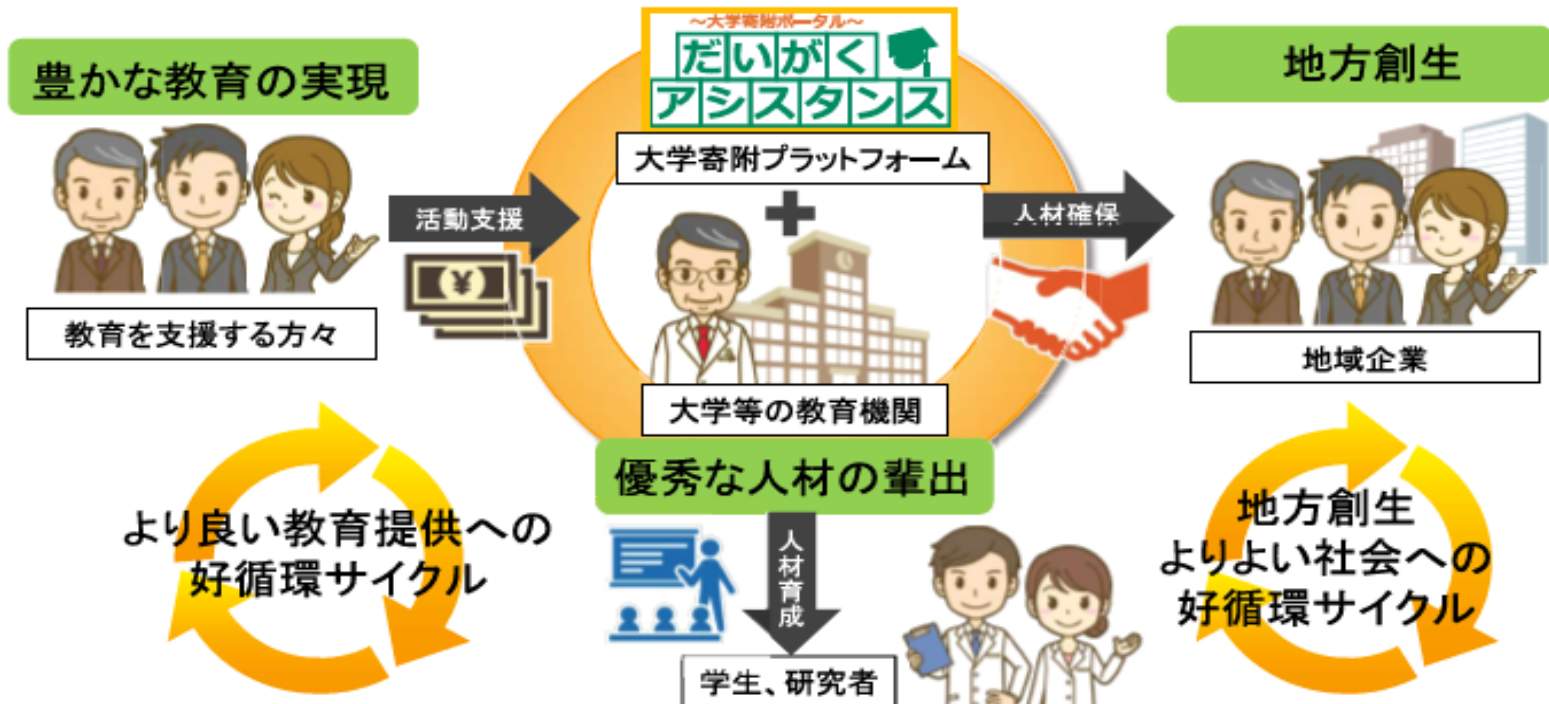 豊かな教育の実現
教育を支援する方々
活動支援
¥
～大学寄附ポータル～
だいがく
アシスタンス
大学寄附プラットフォーム
大学等の教育機関
人材確保
地方創生
地域企業
より良い教育提供への
好循環サイクル
優秀な人材の輩出
人材育成
学生、研究者
地方創生
よりよい社会への
好循環サイクル